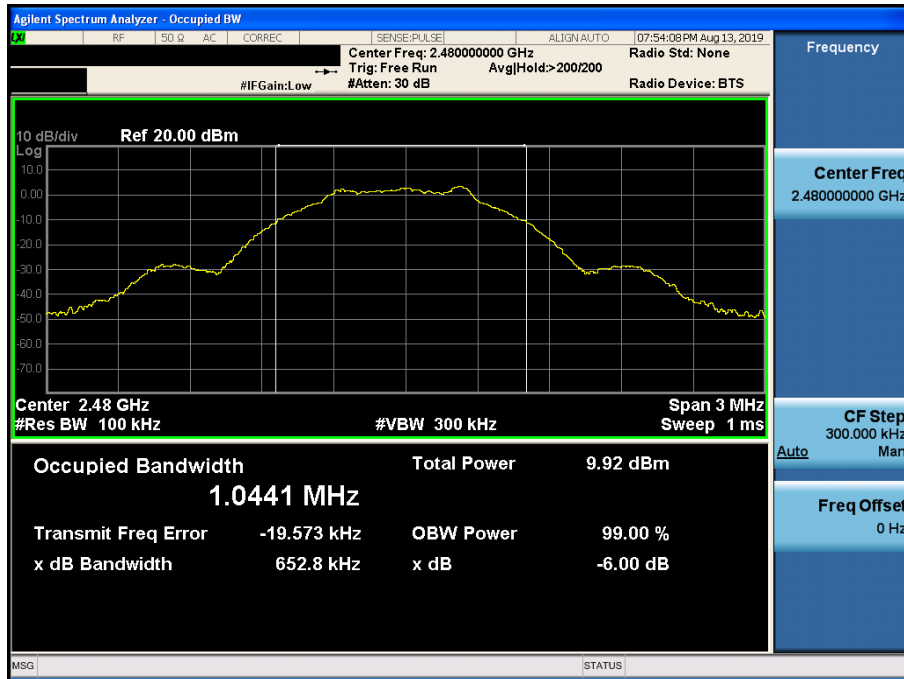 Agilent Spectrum Analyzer - Occupied BW
LXI RF 50 Ω AC CORREC SENSE:PULSE ALIGN AUTO 07:54:08 PM Aug 13, 2019
Center Freq: 2.480000000 GHz Radio Std: None
Trig: Free Run Avg|Hold:>200/200
#IFGain:Low #Atten: 30 dB Radio Device: BTS
10 dB/div Ref 20.00 dBm
Log
10.0
0.00
-10.0
-20.0
-30.0
-40.0
-50.0
-60.0
-70.0
Center 2.48 GHz Span 3 MHz
#Res BW 100 kHz #VBW 300 kHz Sweep 1 ms
Occupied Bandwidth Total Power 9.92 dBm
1.0441 MHz
Transmit Freq Error -19.573 kHz OBW Power 99.00 %
x dB Bandwidth 652.8 kHz x dB -6.00 dB
MSG STATUS
Frequency
Center Freq
2.480000000 GHz
CF Step
300.000 kHz
Auto Man
Freq Offset
0 Hz